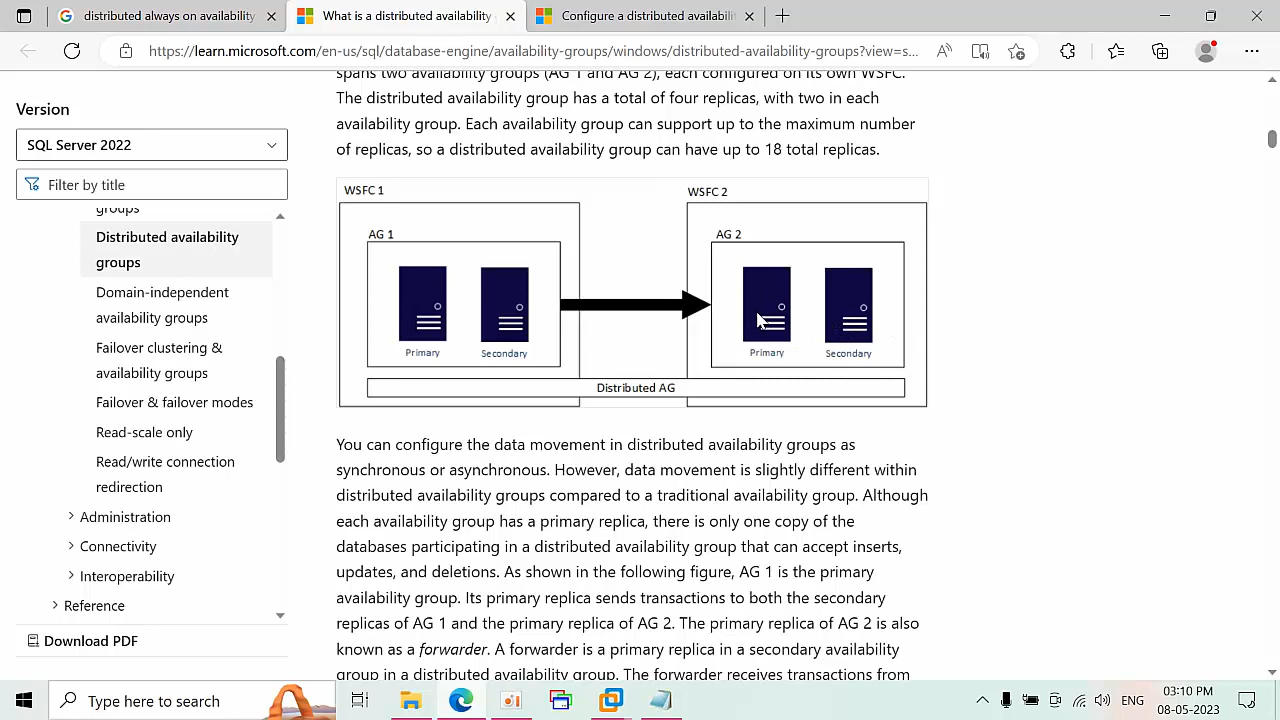 distributed always on availability
What is a distributed availability
Configure a distributed availabili
https://learn.microsoft.com/en-us/sql/database-engine/availability-groups/windows/distributed-availability-groups?view=s...
Version
SQL Server 2022
Filter by title
groups
Distributed availability
groups
Domain-independent
availability groups
Failover clustering &
availability groups
Failover & failover modes
Read-scale only
Read/write connection
redirection
Administration
Connectivity
Interoperability
Reference
Download PDF
spans two availability groups (AG 1 and AG 2), each configured on its own WSFC.
The distributed availability group has a total of four replicas, with two in each
availability group. Each availability group can support up to the maximum number
of replicas, so a distributed availability group can have up to 18 total replicas.
WSFC 1
WSFC 2
AG 1
AG 2
Primary
Secondary
Primary
Secondary
Distributed AG
You can configure the data movement in distributed availability groups as
synchronous or asynchronous. However, data movement is slightly different within
distributed availability groups compared to a traditional availability group. Although
each availability group has a primary replica, there is only one copy of the
databases participating in a distributed availability group that can accept inserts,
updates, and deletions. As shown in the following figure, AG 1 is the primary
availability group. Its primary replica sends transactions to both the secondary
replicas of AG 1 and the primary replica of AG 2. The primary replica of AG 2 is also
known as a forwarder. A forwarder is a primary replica in a secondary availability
group in a distributed availability group. The forwarder receives transactions from
Type here to search
ENG
03:10 PM
08-05-2023